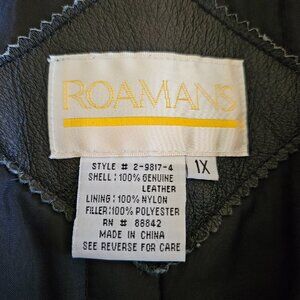 ROAMANS
STYLE # 2-9817-4
SHELL: 100% GENUINE
LEATHER
LINING: 100% NYLON
FILLER: 100% POLYESTER
RN # 88842
MADE IN CHINA
SEE REVERSE FOR CARE
1X